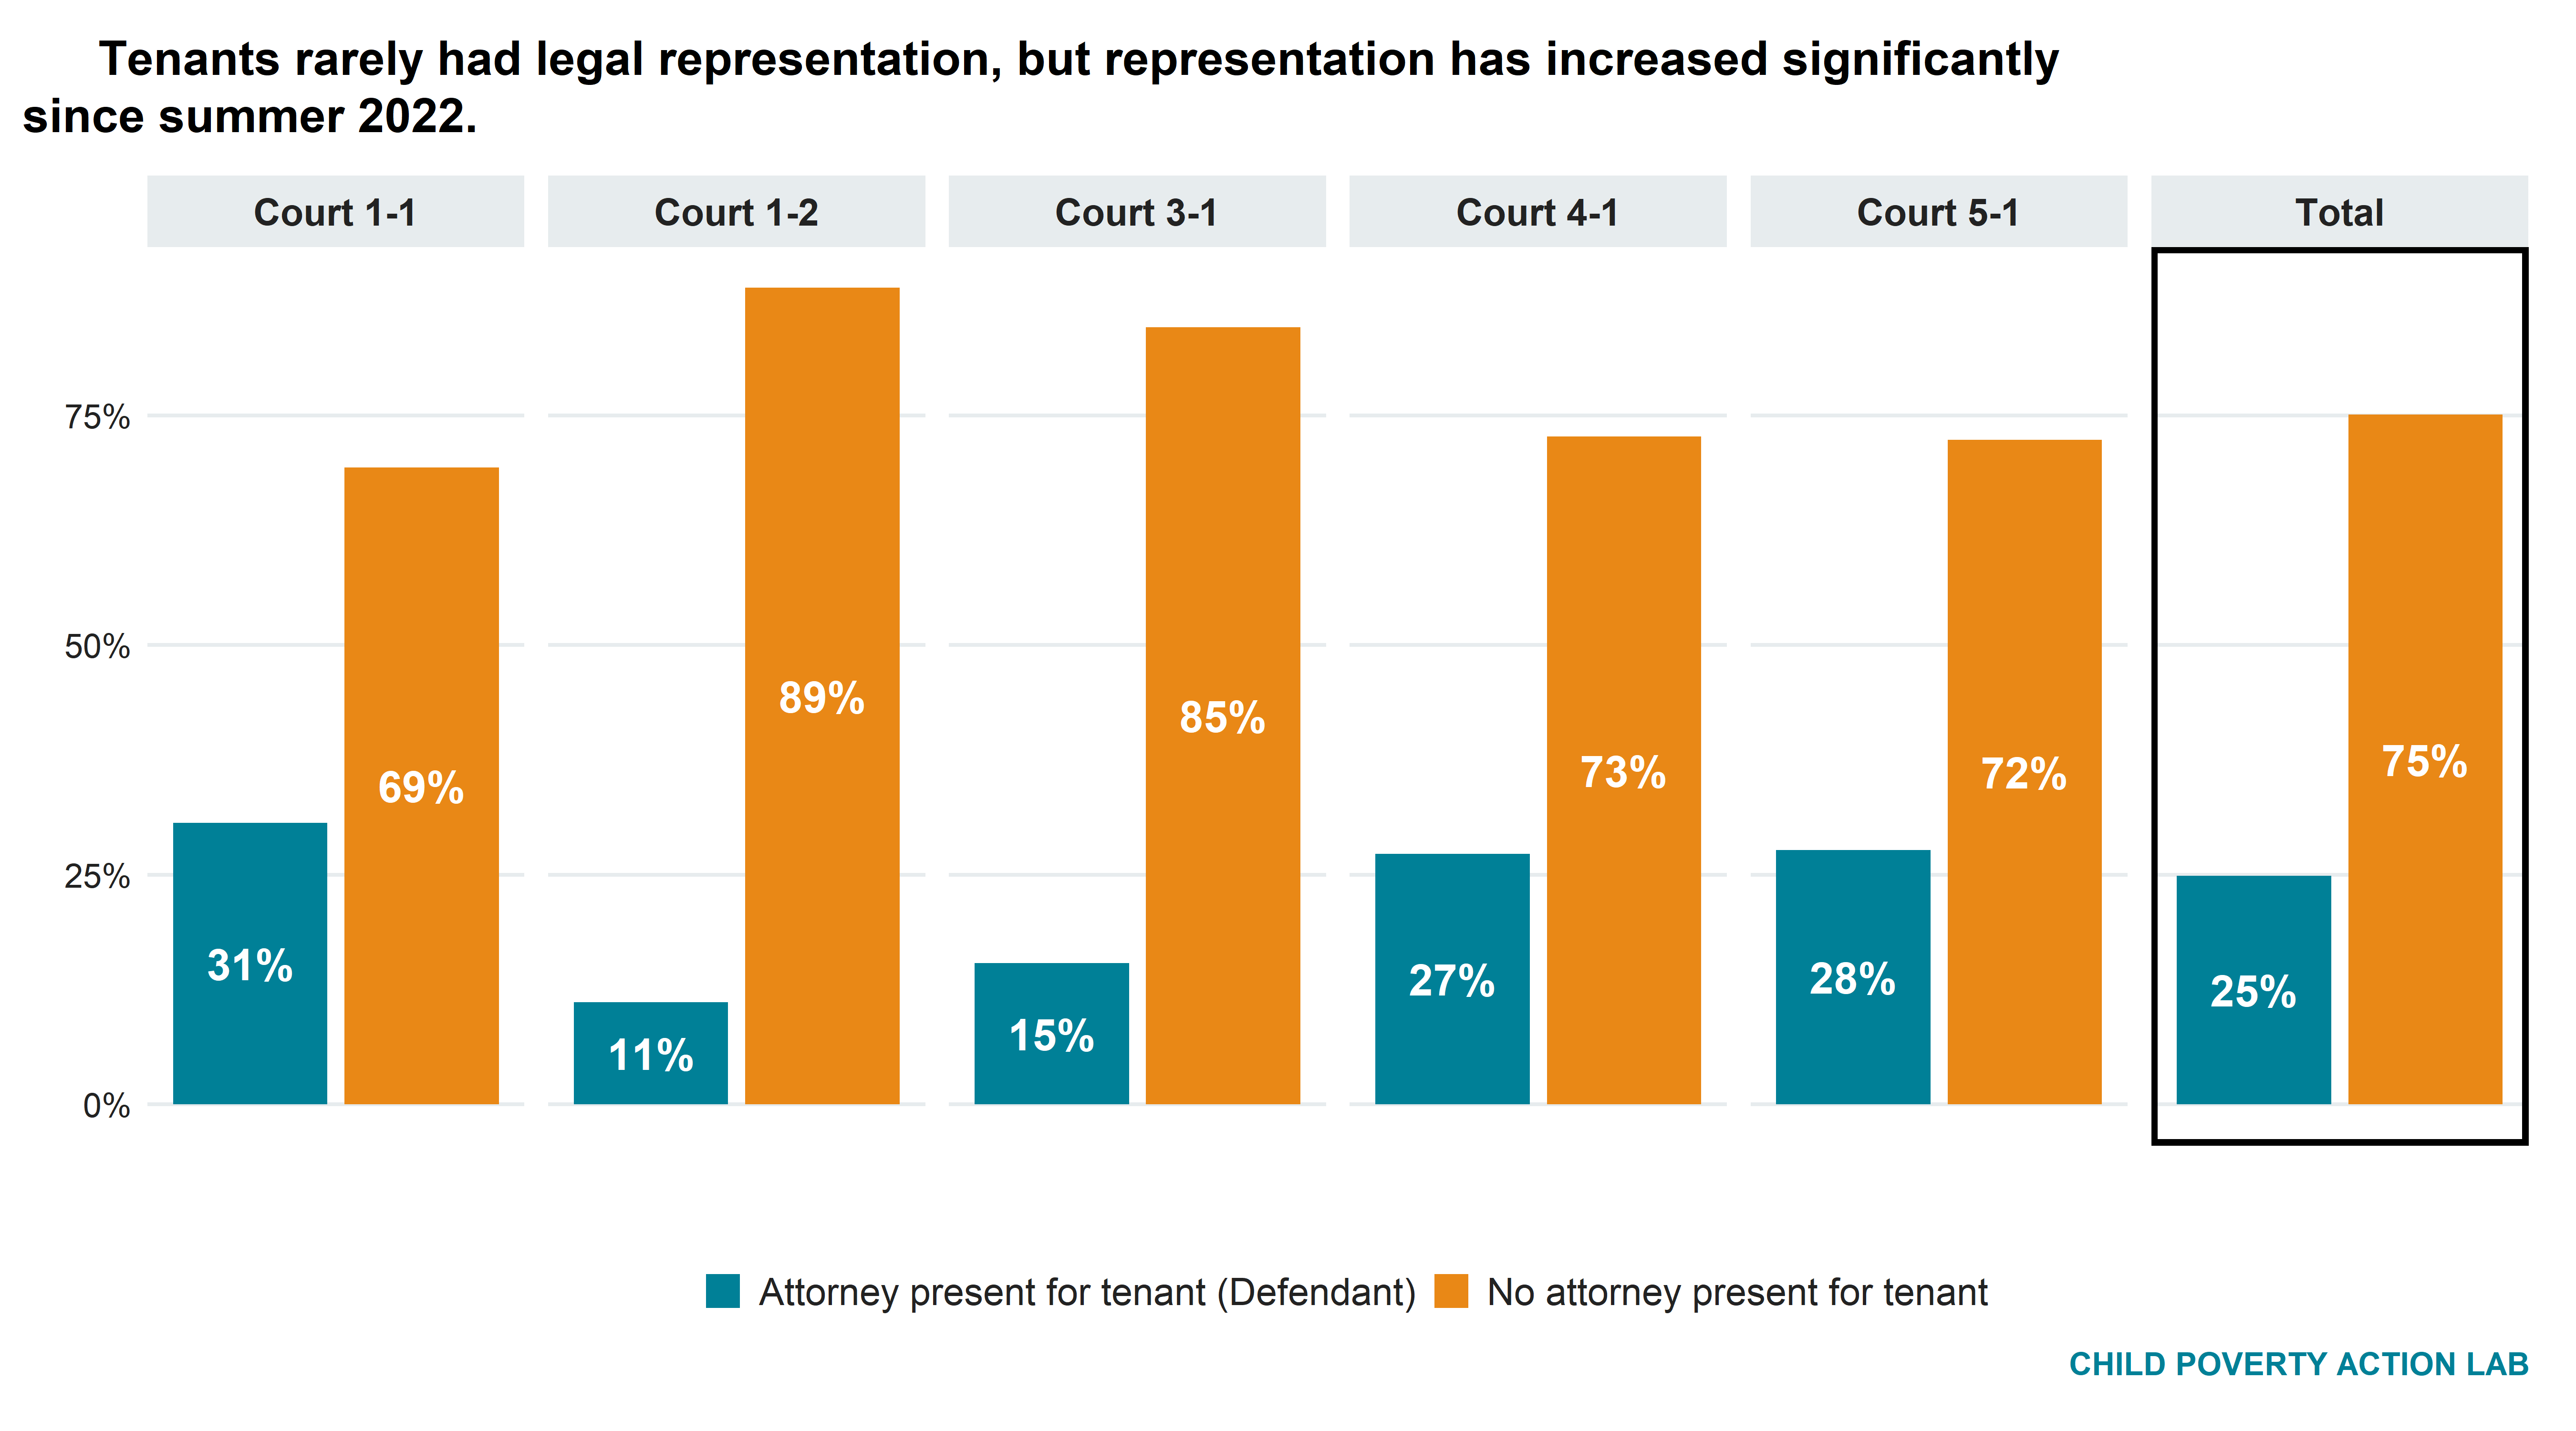 Tenants rarely had legal representation, but representation has increased significantly
since summer 2022.
Court 1-1
Court 1-2
Court 3-1
Court 4-1
Court 5-1
Total
75%
50%
25%
0%
31%
69%
11%
89%
15%
85%
27%
73%
28%
72%
25%
75%
Attorney present for tenant (Defendant)
No attorney present for tenant
CHILD POVERTY ACTION LAB